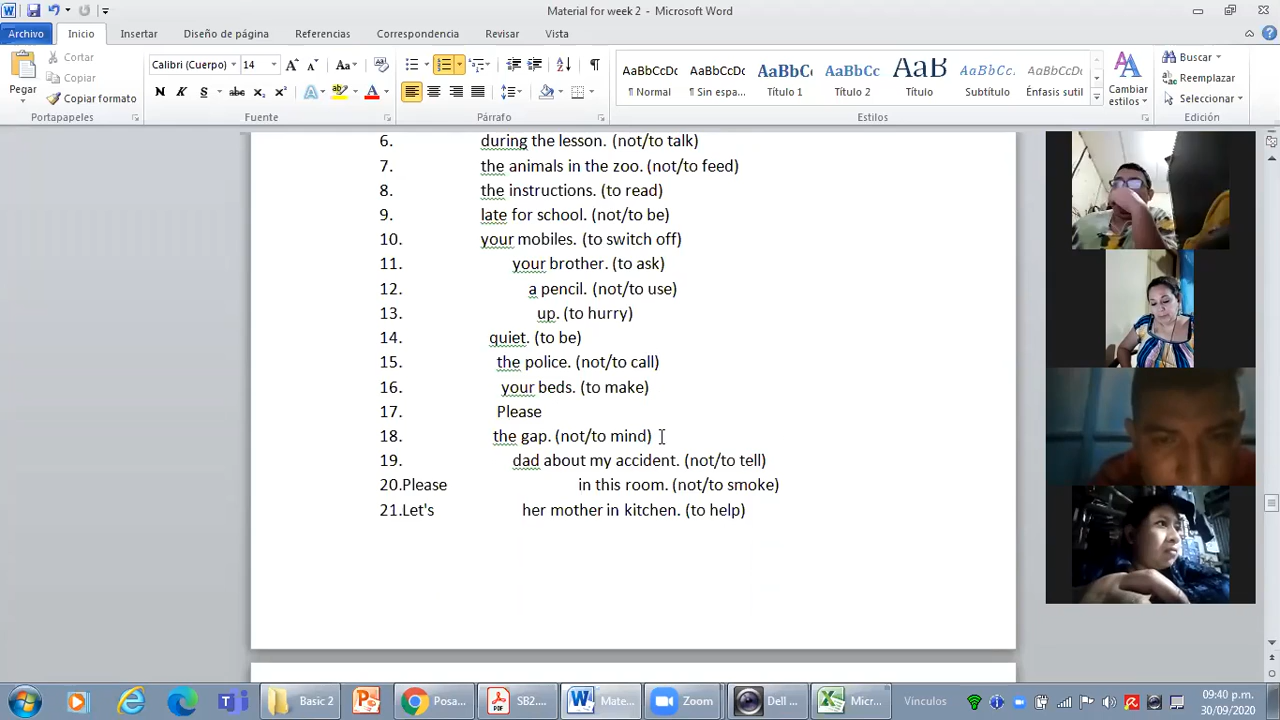 Material for week 2 - Microsoft Word
Archivo Inicio Insertar Diseño de página Referencias Correspondencia Revisar Vista
Pegar
Cortar
Copiar
Copiar formato
Portapapeles
Calibri (Cuerpo) 14
Fuente
Párrafo
AaBbCcDc AaBbCcDc AaBbC AaBbCc AaB AaBbCcI AaBbCcDc
¶ Normal ¶ Sin espa... Título 1 Título 2 Título Subtítulo Énfasis sutil
Estilos
Cambiar estilos
Buscar
Reemplazar
Seleccionar
Edición
6. during the lesson. (not/to talk)
7. the animals in the zoo. (not/to feed)
8. the instructions. (to read)
9. late for school. (not/to be)
10. your mobiles. (to switch off)
11. your brother. (to ask)
12. a pencil. (not/to use)
13. up. (to hurry)
14. quiet. (to be)
15. the police. (not/to call)
16. your beds. (to make)
17. Please
18. the gap. (not/to mind)
19. dad about my accident. (not/to tell)
20.Please in this room. (not/to smoke)
21.Let's her mother in kitchen. (to help)
Basic 2 Posa... SB2.... Mate... Zoom Dell ... Micr... Vínculos
09:40 p.m.
30/09/2020